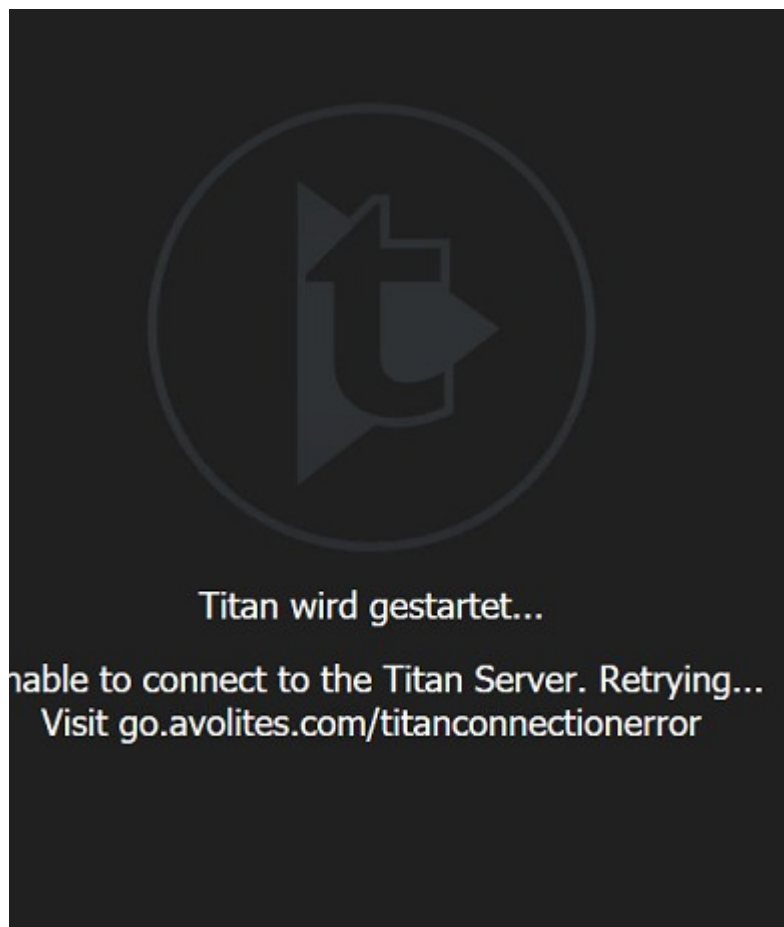 Titan wird gestartet...
nable to connect to the Titan Server. Retrying...
Visit go.avolites.com/titanconnectionerror